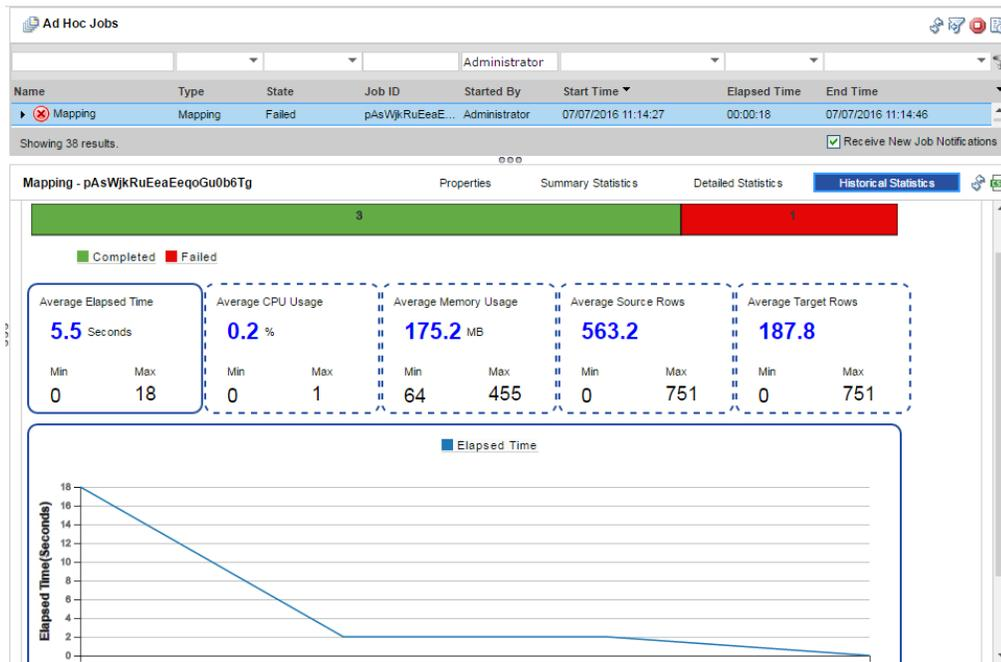 Ad Hoc Jobs
Administrator
Name Type State Job ID Started By Start Time Elapsed Time End Time
Mapping Mapping Failed pAsWjkRuEeaE... Administrator 07/07/2016 11:14:27 00:00:18 07/07/2016 11:14:46
Showing 38 results. Receive New Job Notifications
Mapping - pAsWjkRuEeaEeqoGu0b6Tg Properties Summary Statistics Detailed Statistics Historical Statistics
3 1
Completed Failed
Average Elapsed Time Average CPU Usage Average Memory Usage Average Source Rows Average Target Rows
5.5 Seconds 0.2 % 175.2 MB 563.2 187.8
Min Max Min Max Min Max Min Max Min Max
0 18 0 1 64 455 0 751 0 751
Elapsed Time
Elapsed Time(Seconds)
18
16
14
12
10
8
6
4
2
0